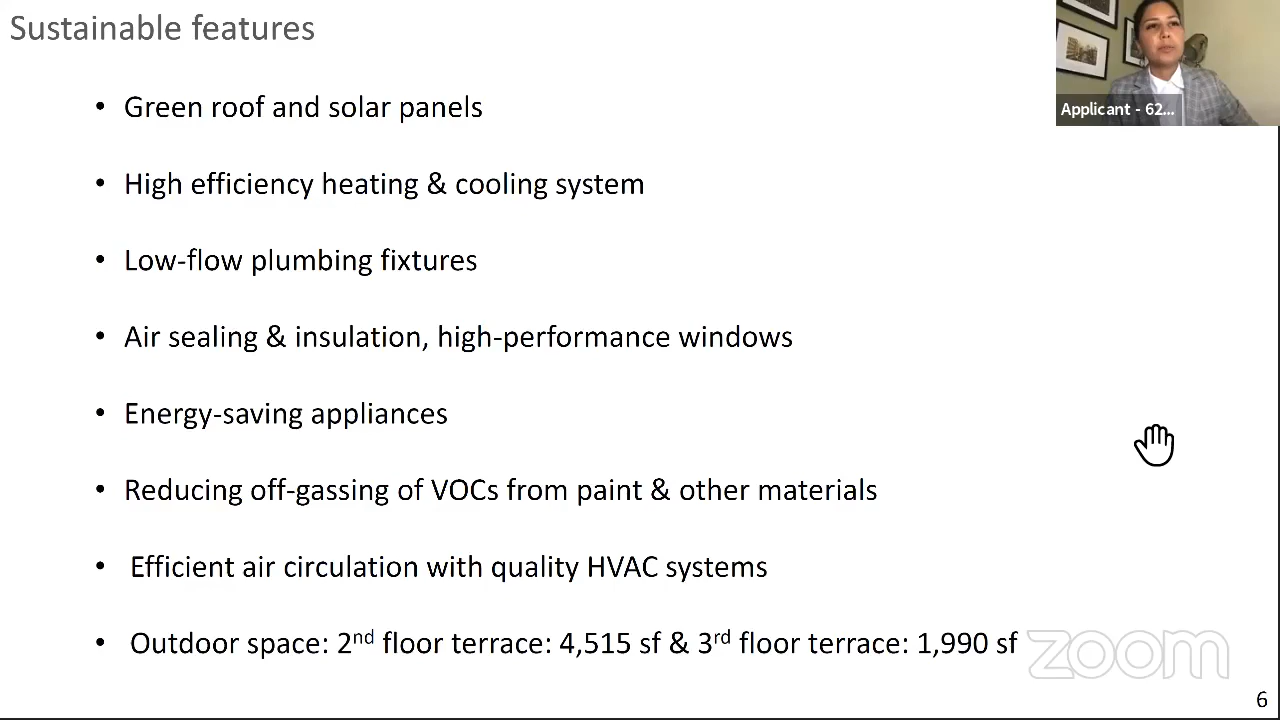 Sustainable features
Applicant - 62...
• Green roof and solar panels
• High efficiency heating & cooling system
• Low-flow plumbing fixtures
• Air sealing & insulation, high-performance windows
• Energy-saving appliances
• Reducing off-gassing of VOCs from paint & other materials
• Efficient air circulation with quality HVAC systems
• Outdoor space: 2nd floor terrace: 4,515 sf & 3rd floor terrace: 1,990 sf
zoom
6